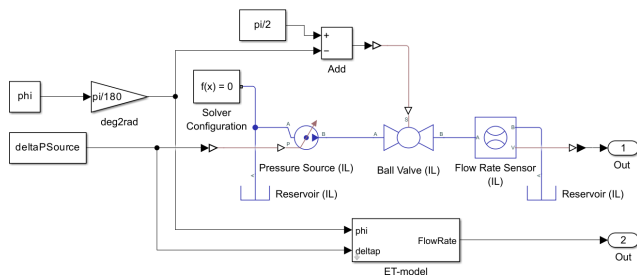 pi/2
+
−
Add
phi
pi/180
deg2rad
f(x) = 0
Solver
Configuration
deltaPSource
A
P
B
Pressure Source (IL)
S
A
B
Ball Valve (IL)
A
B
V
Flow Rate Sensor
(IL)
1
Out
A
Reservoir (IL)
A
Reservoir (IL)
phi
deltap
FlowRate
ET-model
2
Out